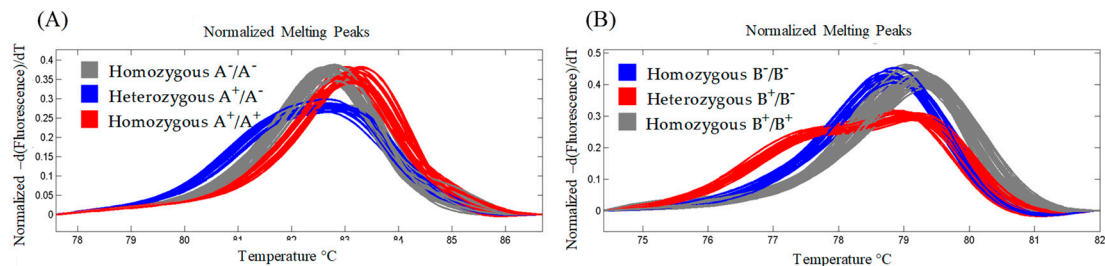 (A)
Normalized Melting Peaks
Normalized –d(Fluorescence)/dT
0.4
0.35
0.3
0.25
0.2
0.15
0.1
0.05
0
Homozygous A⁻/A⁻
Heterozygous A⁺/A⁻
Homozygous A⁺/A⁺
78 79 80 81 82 83 84 85 86
Temperature °C
(B)
Normalized Melting Peaks
Normalized –d(Fluorescence)/dT
0.5
0.4
0.3
0.2
0.1
0
Homozygous B⁻/B⁻
Heterozygous B⁺/B⁻
Homozygous B⁺/B⁺
75 76 77 78 79 80 81 82
Temperature °C